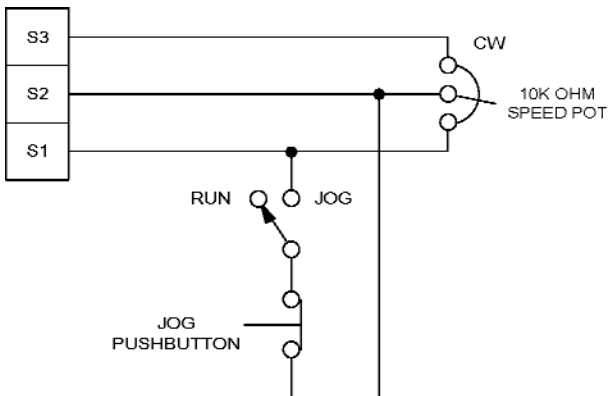 S3
CW
S2
10K OHM
SPEED POT
S1
RUN
JOG
JOG
PUSHBUTTON